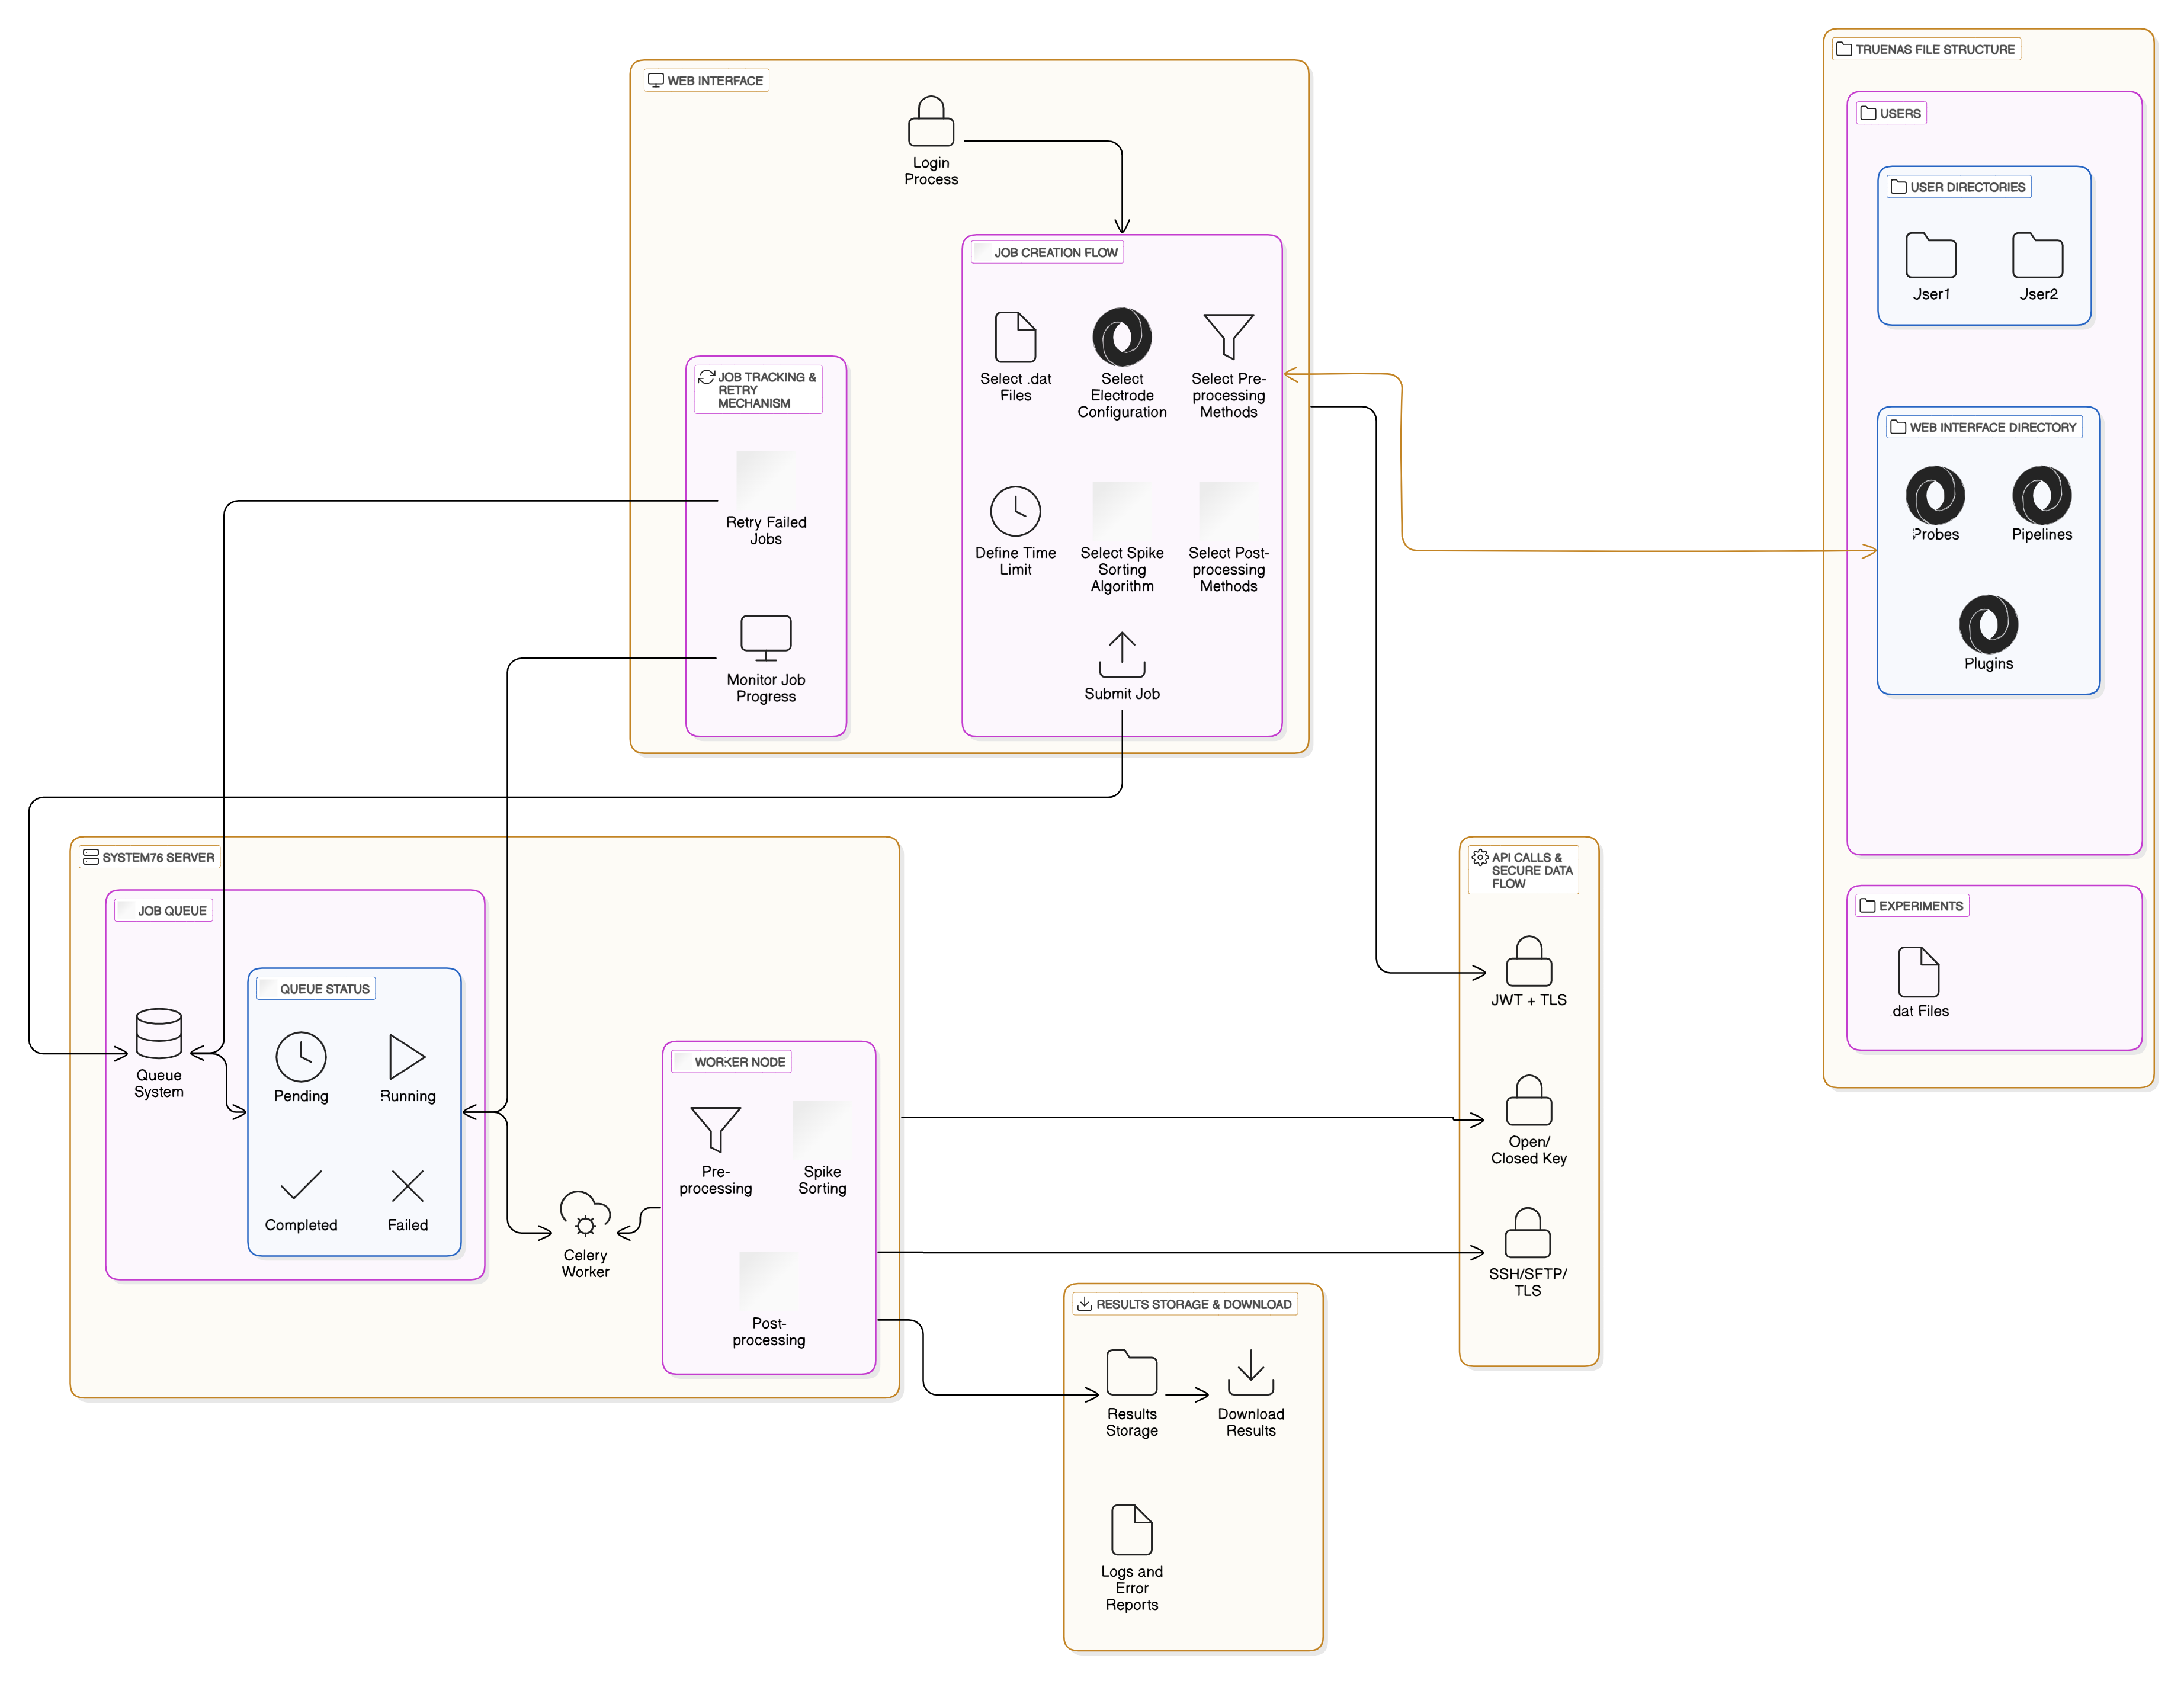 WEB INTERFACE
Login
Process
JOB CREATION FLOW
Select .dat
Files
Select
Electrode
Configuration
Select Pre-
processing
Methods
Define Time
Limit
Select Spike
Sorting
Algorithm
Select Post-
processing
Methods
Submit Job
JOB TRACKING &
RETRY
MECHANISM
Retry Failed
Jobs
Monitor Job
Progress
TRUENAS FILE STRUCTURE
USERS
USER DIRECTORIES
User1
User2
WEB INTERFACE DIRECTORY
Probes
Pipelines
Plugins
EXPERIMENTS
.dat Files
SYSTEM76 SERVER
JOB QUEUE
Queue
System
QUEUE STATUS
Pending
Running
Completed
Failed
Celery
Worker
WORKER NODE
Pre-
processing
Spike
Sorting
Post-
processing
API CALLS &
SECURE DATA
FLOW
JWT + TLS
Open/
Closed Key
SSH/SFTP/
TLS
RESULTS STORAGE & DOWNLOAD
Results
Storage
Download
Results
Logs and
Error
Reports